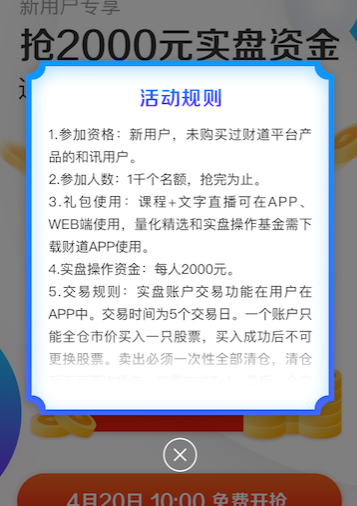 新用户专享
抢2000元实盘资金
活动规则
1.参加资格：新用户，未购买过财道平台产
品的和讯用户。
2.参加人数：1千个名额，抢完为止。
3.礼包使用：课程+文字直播可在APP、
WEB端使用，量化精选和实盘操作基金需下
载财道APP使用。
4.实盘操作资金：每人2000元。
5.交易规则：实盘账户交易功能在用户在
APP中。交易时间为5个交易日。一个账户只
能全仓市价买入一只股票，买入成功后不可
更换股票。卖出必须一次性全部清仓，清仓
4月20日 10:00 免费开抢